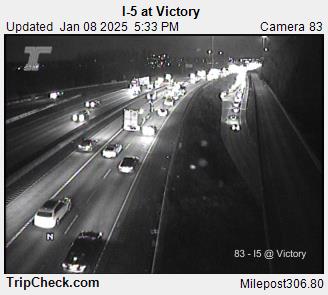 I-5 at Victory
Updated Jan 08 2025 5:33 PM Camera 83
T
N
N
83 - I5 @ Victory
TripCheck.com Milepost306.80